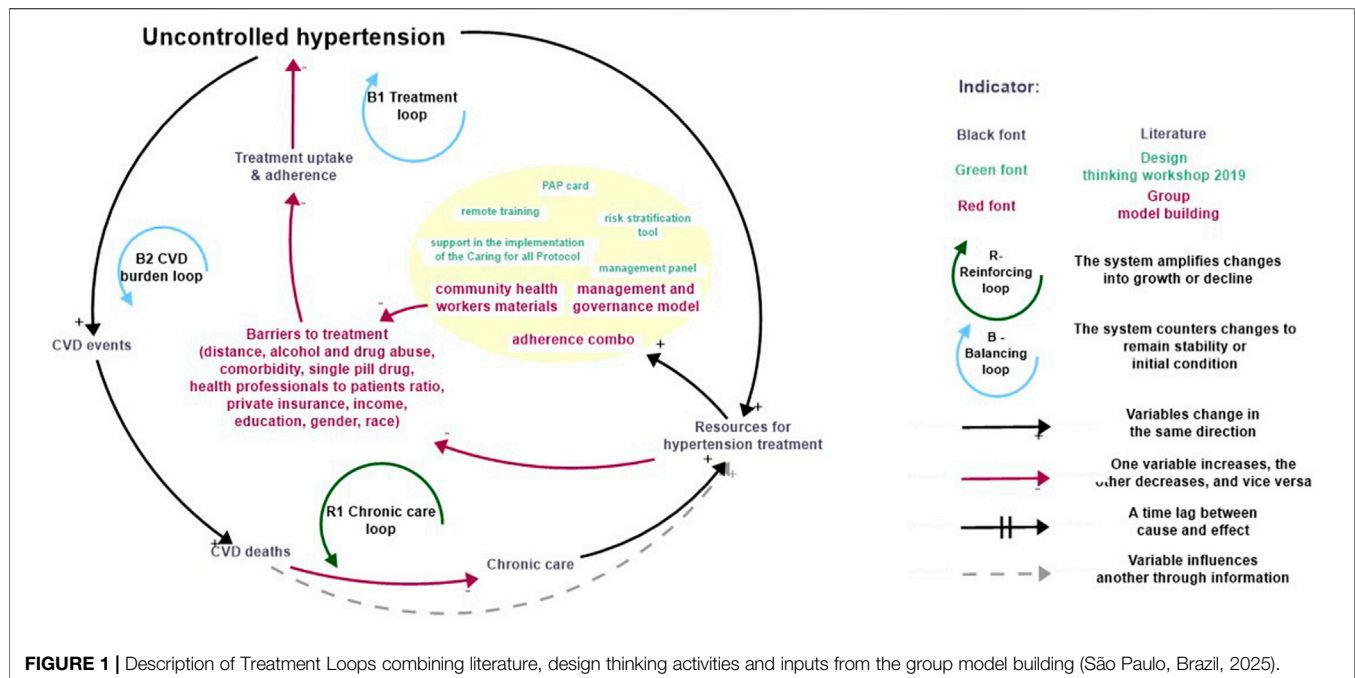 Uncontrolled hypertension
-
B1 Treatment
loop
Treatment uptake
& adherence
-
PAP card
remote training
risk stratification
tool
support in the implementation
of the Caring for all Protocol
management panel
community health
workers materials
management and
governance model
adherence combo
-
+
B2 CVD
burden loop
+
CVD events
Barriers to treatment
(distance, alcohol and drug abuse,
comorbidity, single pill drug,
health professionals to patients ratio,
private insurance, income,
education, gender, race)
-
+
Resources for
hypertension treatment
+
+
R1 Chronic care
loop
+
CVD deaths
Chronic care
-
Indicator:
Black font
Literature
Green font
Design
thinking workshop 2019
Red font
Group
model building
R-
Reinforcing
loop
The system amplifies changes
into growth or decline
B -
Balancing
loop
The system counters changes to
remain stability or
initial condition
Variables change in
the same direction
+
One variable increases, the
other decreases, and vice versa
-
A time lag between
cause and effect
Variable influences
another through information
FIGURE 1 | Description of Treatment Loops combining literature, design thinking activities and inputs from the group model building (São Paulo, Brazil, 2025).